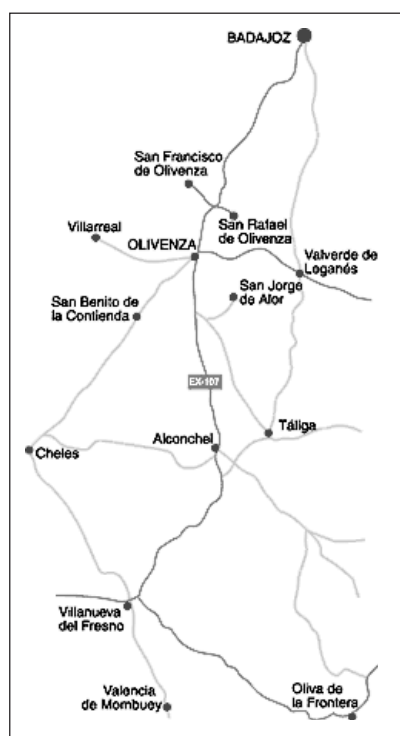 BADAJOZ
San Francisco
de Olivenza
San Rafael
de Olivenza
Villarreal
OLIVENZA
Valverde de
Leganés
San Jorge
de Alor
San Benito de
la Contienda
EX-107
Táliga
Alconchel
Cheles
Villanueva
del Fresno
Valencia
de Mombuey
Oliva de
la Frontera